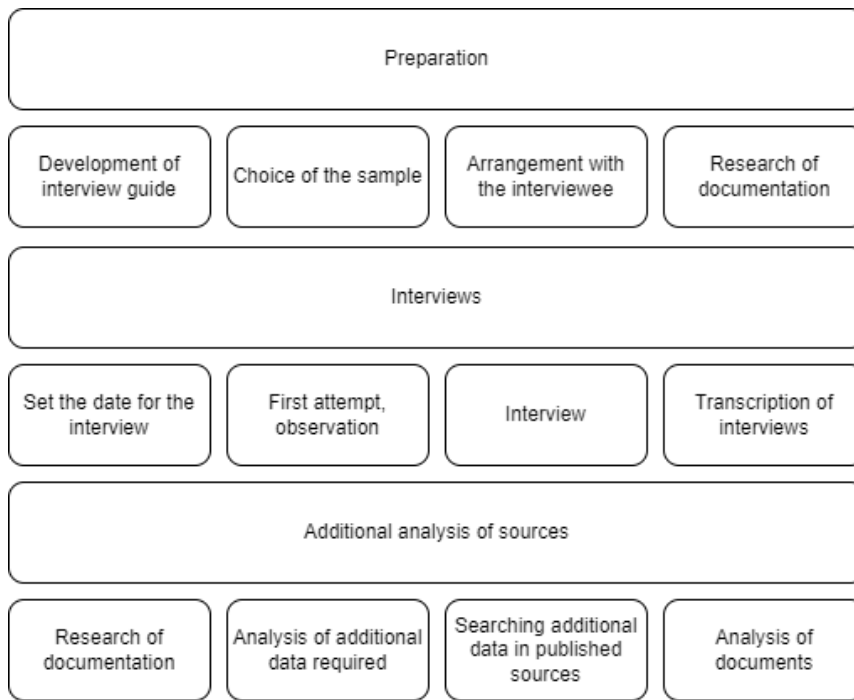 Preparation
Development of
interview guide
Choice of the sample
Arrangement with
the interviewee
Research of
documentation
Interviews
Set the date for the
interview
First attempt,
observation
Interview
Transcription of
interviews
Additional analysis of sources
Research of
documentation
Analysis of additional
data required
Searching additional
data in published
sources
Analysis of
documents